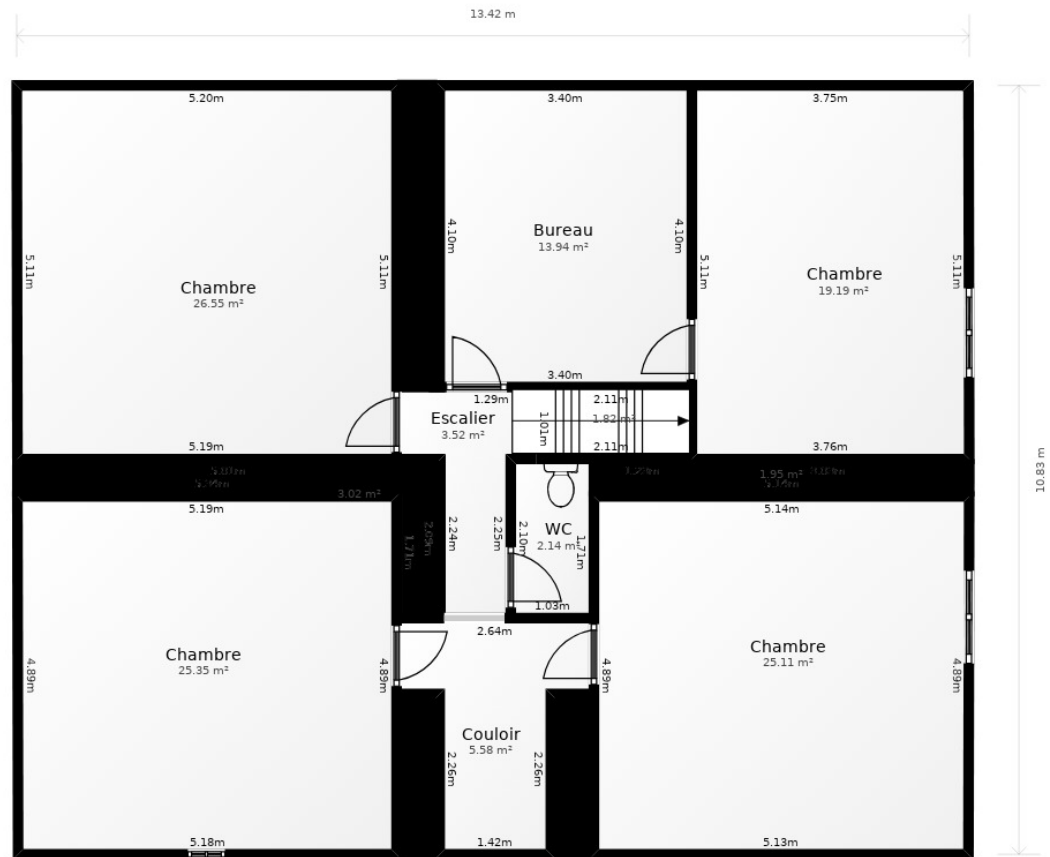 13.42 m
5.20m
3.40m
3.75m
4.10m
4.10m
Bureau
13.94 m²
5.11m
5.11m
5.11m
5.11m
Chambre
26.55 m²
Chambre
19.19 m²
3.40m
1.29m
2.11m
Escalier
3.52 m²
1.01m
1.82 m²
5.19m
2.11m
3.76m
10.83 m
1.95 m²
3.02 m²
5.19m
5.14m
2.24m
2.25m
2.10m
WC
2.14 m²
1.71m
1.71m
1.03m
2.64m
Chambre
25.35 m²
Chambre
25.11 m²
4.89m
4.89m
4.89m
4.89m
Couloir
5.58 m²
2.26m
2.26m
5.18m
1.42m
5.13m